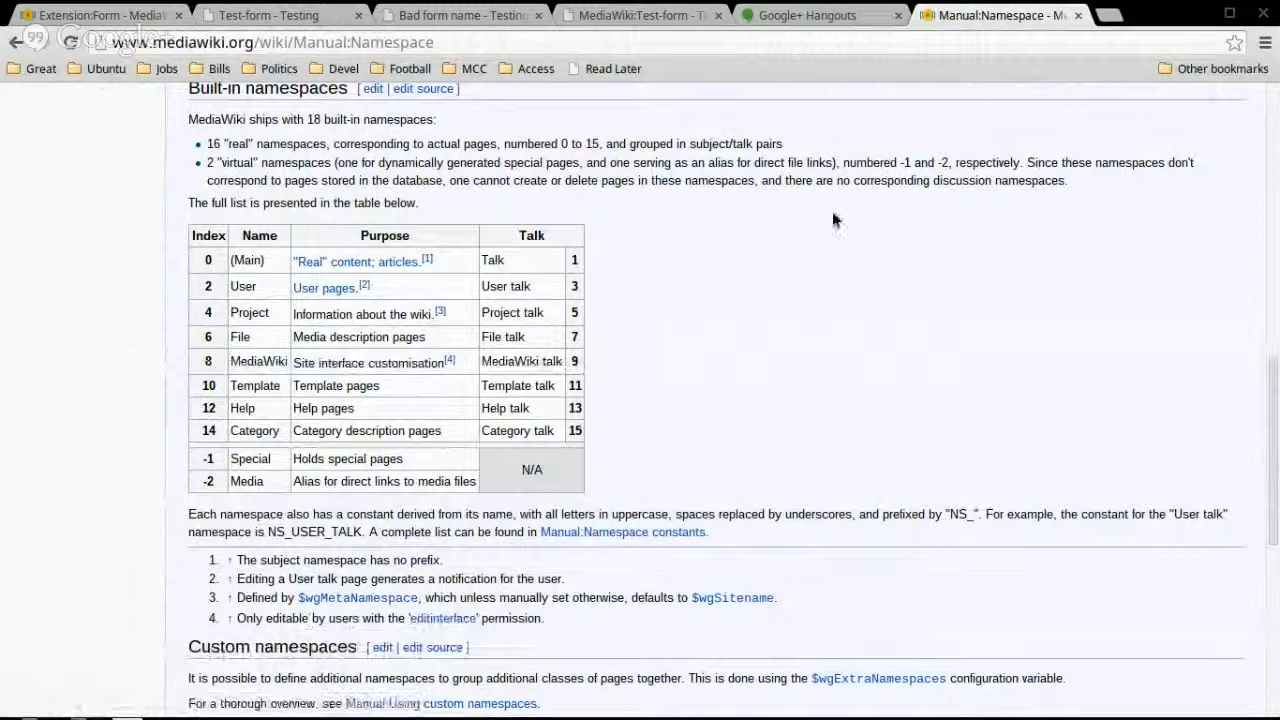 Extension:Form - MediaW
Test-form - Testing
Bad form name - Testing
MediaWiki:Test-form - T
Google+ Hangouts
Manual:Namespace - M
Google+
www.mediawiki.org/wiki/Manual:Namespace
Great Ubuntu Jobs Bills Politics Devel Football MCC Access Read Later Other bookmarks
Built-in namespaces [ edit | edit source ]
MediaWiki ships with 18 built-in namespaces:
• 16 "real" namespaces, corresponding to actual pages, numbered 0 to 15, and grouped in subject/talk pairs
• 2 "virtual" namespaces (one for dynamically generated special pages, and one serving as an alias for direct file links), numbered -1 and -2, respectively. Since these namespaces don't
correspond to pages stored in the database, one cannot create or delete pages in these namespaces, and there are no corresponding discussion namespaces.
The full list is presented in the table below.
Index Name Purpose Talk
0 (Main) "Real" content; articles.[1] Talk 1
2 User User pages.[2] User talk 3
4 Project Information about the wiki.[3] Project talk 5
6 File Media description pages File talk 7
8 MediaWiki Site interface customisation[4] MediaWiki talk 9
10 Template Template pages Template talk 11
12 Help Help pages Help talk 13
14 Category Category description pages Category talk 15
-1 Special Holds special pages
N/A
-2 Media Alias for direct links to media files
Each namespace also has a constant derived from its name, with all letters in uppercase, spaces replaced by underscores, and prefixed by "NS_". For example, the constant for the "User talk"
namespace is NS_USER_TALK. A complete list can be found in Manual:Namespace constants.
1. ↑ The subject namespace has no prefix.
2. ↑ Editing a User talk page generates a notification for the user.
3. ↑ Defined by $wgMetaNamespace, which unless manually set otherwise, defaults to $wgSitename.
4. ↑ Only editable by users with the 'editinterface' permission.
Custom namespaces [ edit | edit source ]
It is possible to define additional namespaces to group additional classes of pages together. This is done using the $wgExtraNamespaces configuration variable.
For a thorough overview, see Manual:Using custom namespaces.